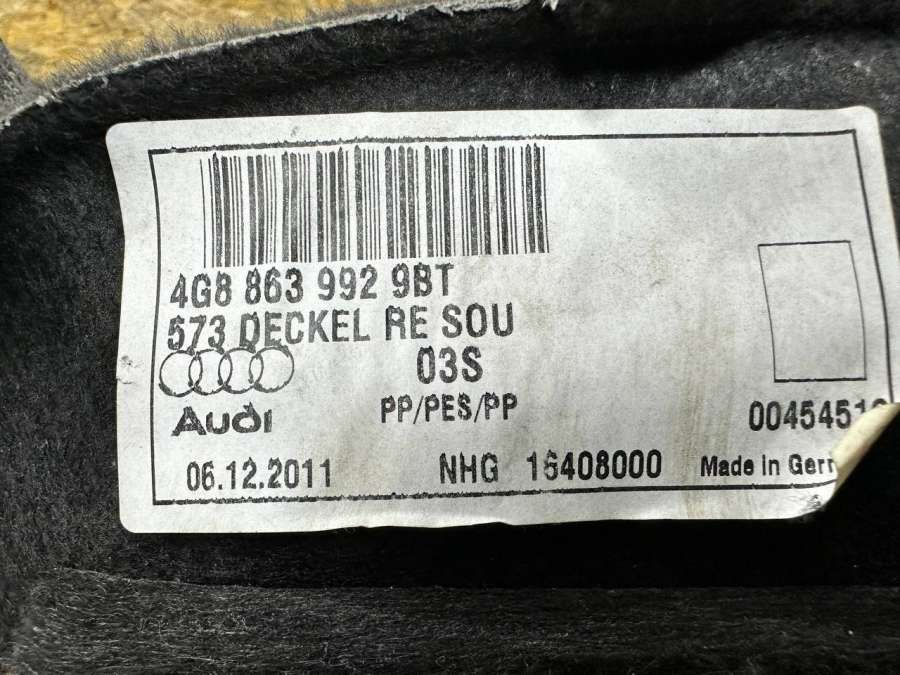 4G8 863 992 9BT
573 DECKEL RE SOU
03S
Audi
PP/PES/PP
06.12.2011
NHG 16408000
Made in